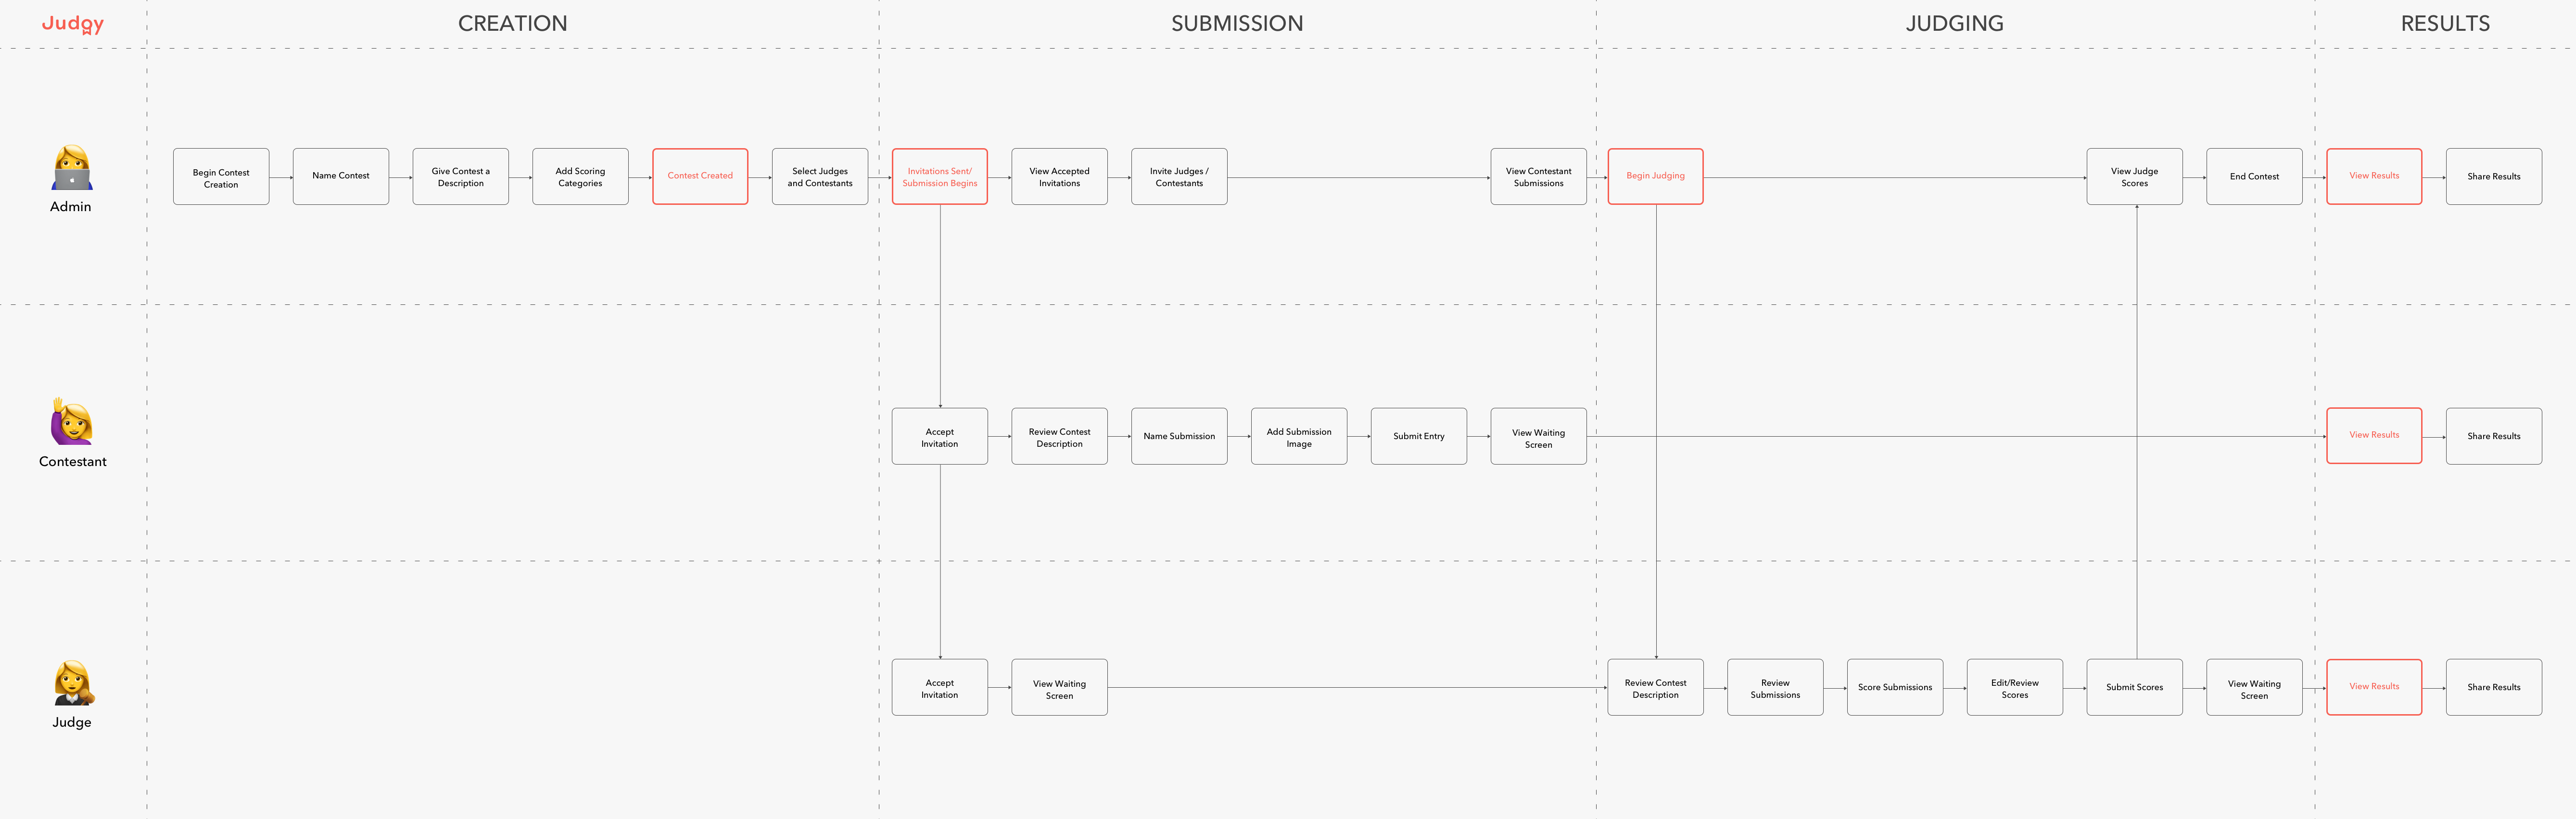 Judgy
CREATION
SUBMISSION
JUDGING
RESULTS
Admin
Begin Contest
Creation
Name Contest
Give Contest a
Description
Add Scoring
Categories
Contest Created
Select Judges
and Contestants
Invitations Sent/
Submission Begins
View Accepted
Invitations
Invite Judges /
Contestants
View Contestant
Submissions
Begin Judging
View Judge
Scores
End Contest
View Results
Share Results
Contestant
Accept
Invitation
Review Contest
Description
Name Submission
Add Submission
Image
Submit Entry
View Waiting
Screen
View Results
Share Results
Judge
Accept
Invitation
View Waiting
Screen
Review Contest
Description
Review
Submissions
Score Submissions
Edit/Review
Scores
Submit Scores
View Waiting
Screen
View Results
Share Results